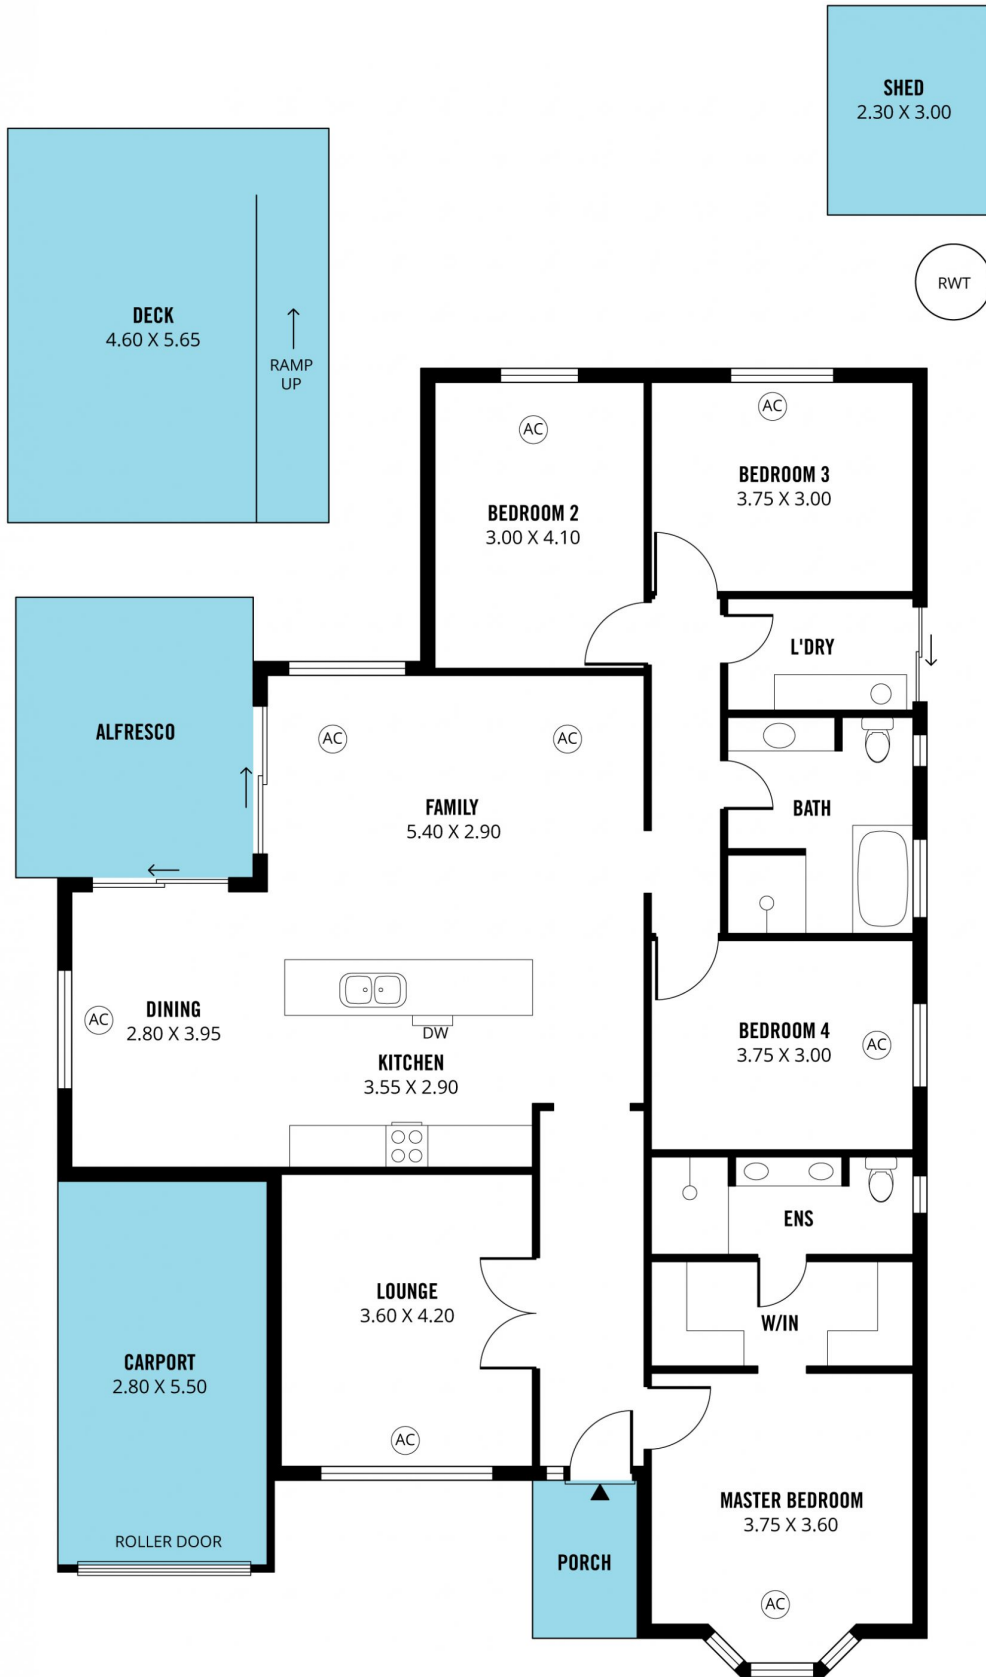 SHED
2.30 X 3.00
RWT
DECK
4.60 X 5.65
RAMP
UP
AC
AC
BEDROOM 2
3.00 X 4.10
BEDROOM 3
3.75 X 3.00
L'DRY
ALFRESCO
AC
AC
FAMILY
5.40 X 2.90
BATH
DINING
2.80 X 3.95
AC
DW
KITCHEN
3.55 X 2.90
BEDROOM 4
3.75 X 3.00
AC
ENS
LOUNGE
3.60 X 4.20
W/IN
CARPORT
2.80 X 5.50
AC
MASTER BEDROOM
3.75 X 3.60
ROLLER DOOR
PORCH
AC